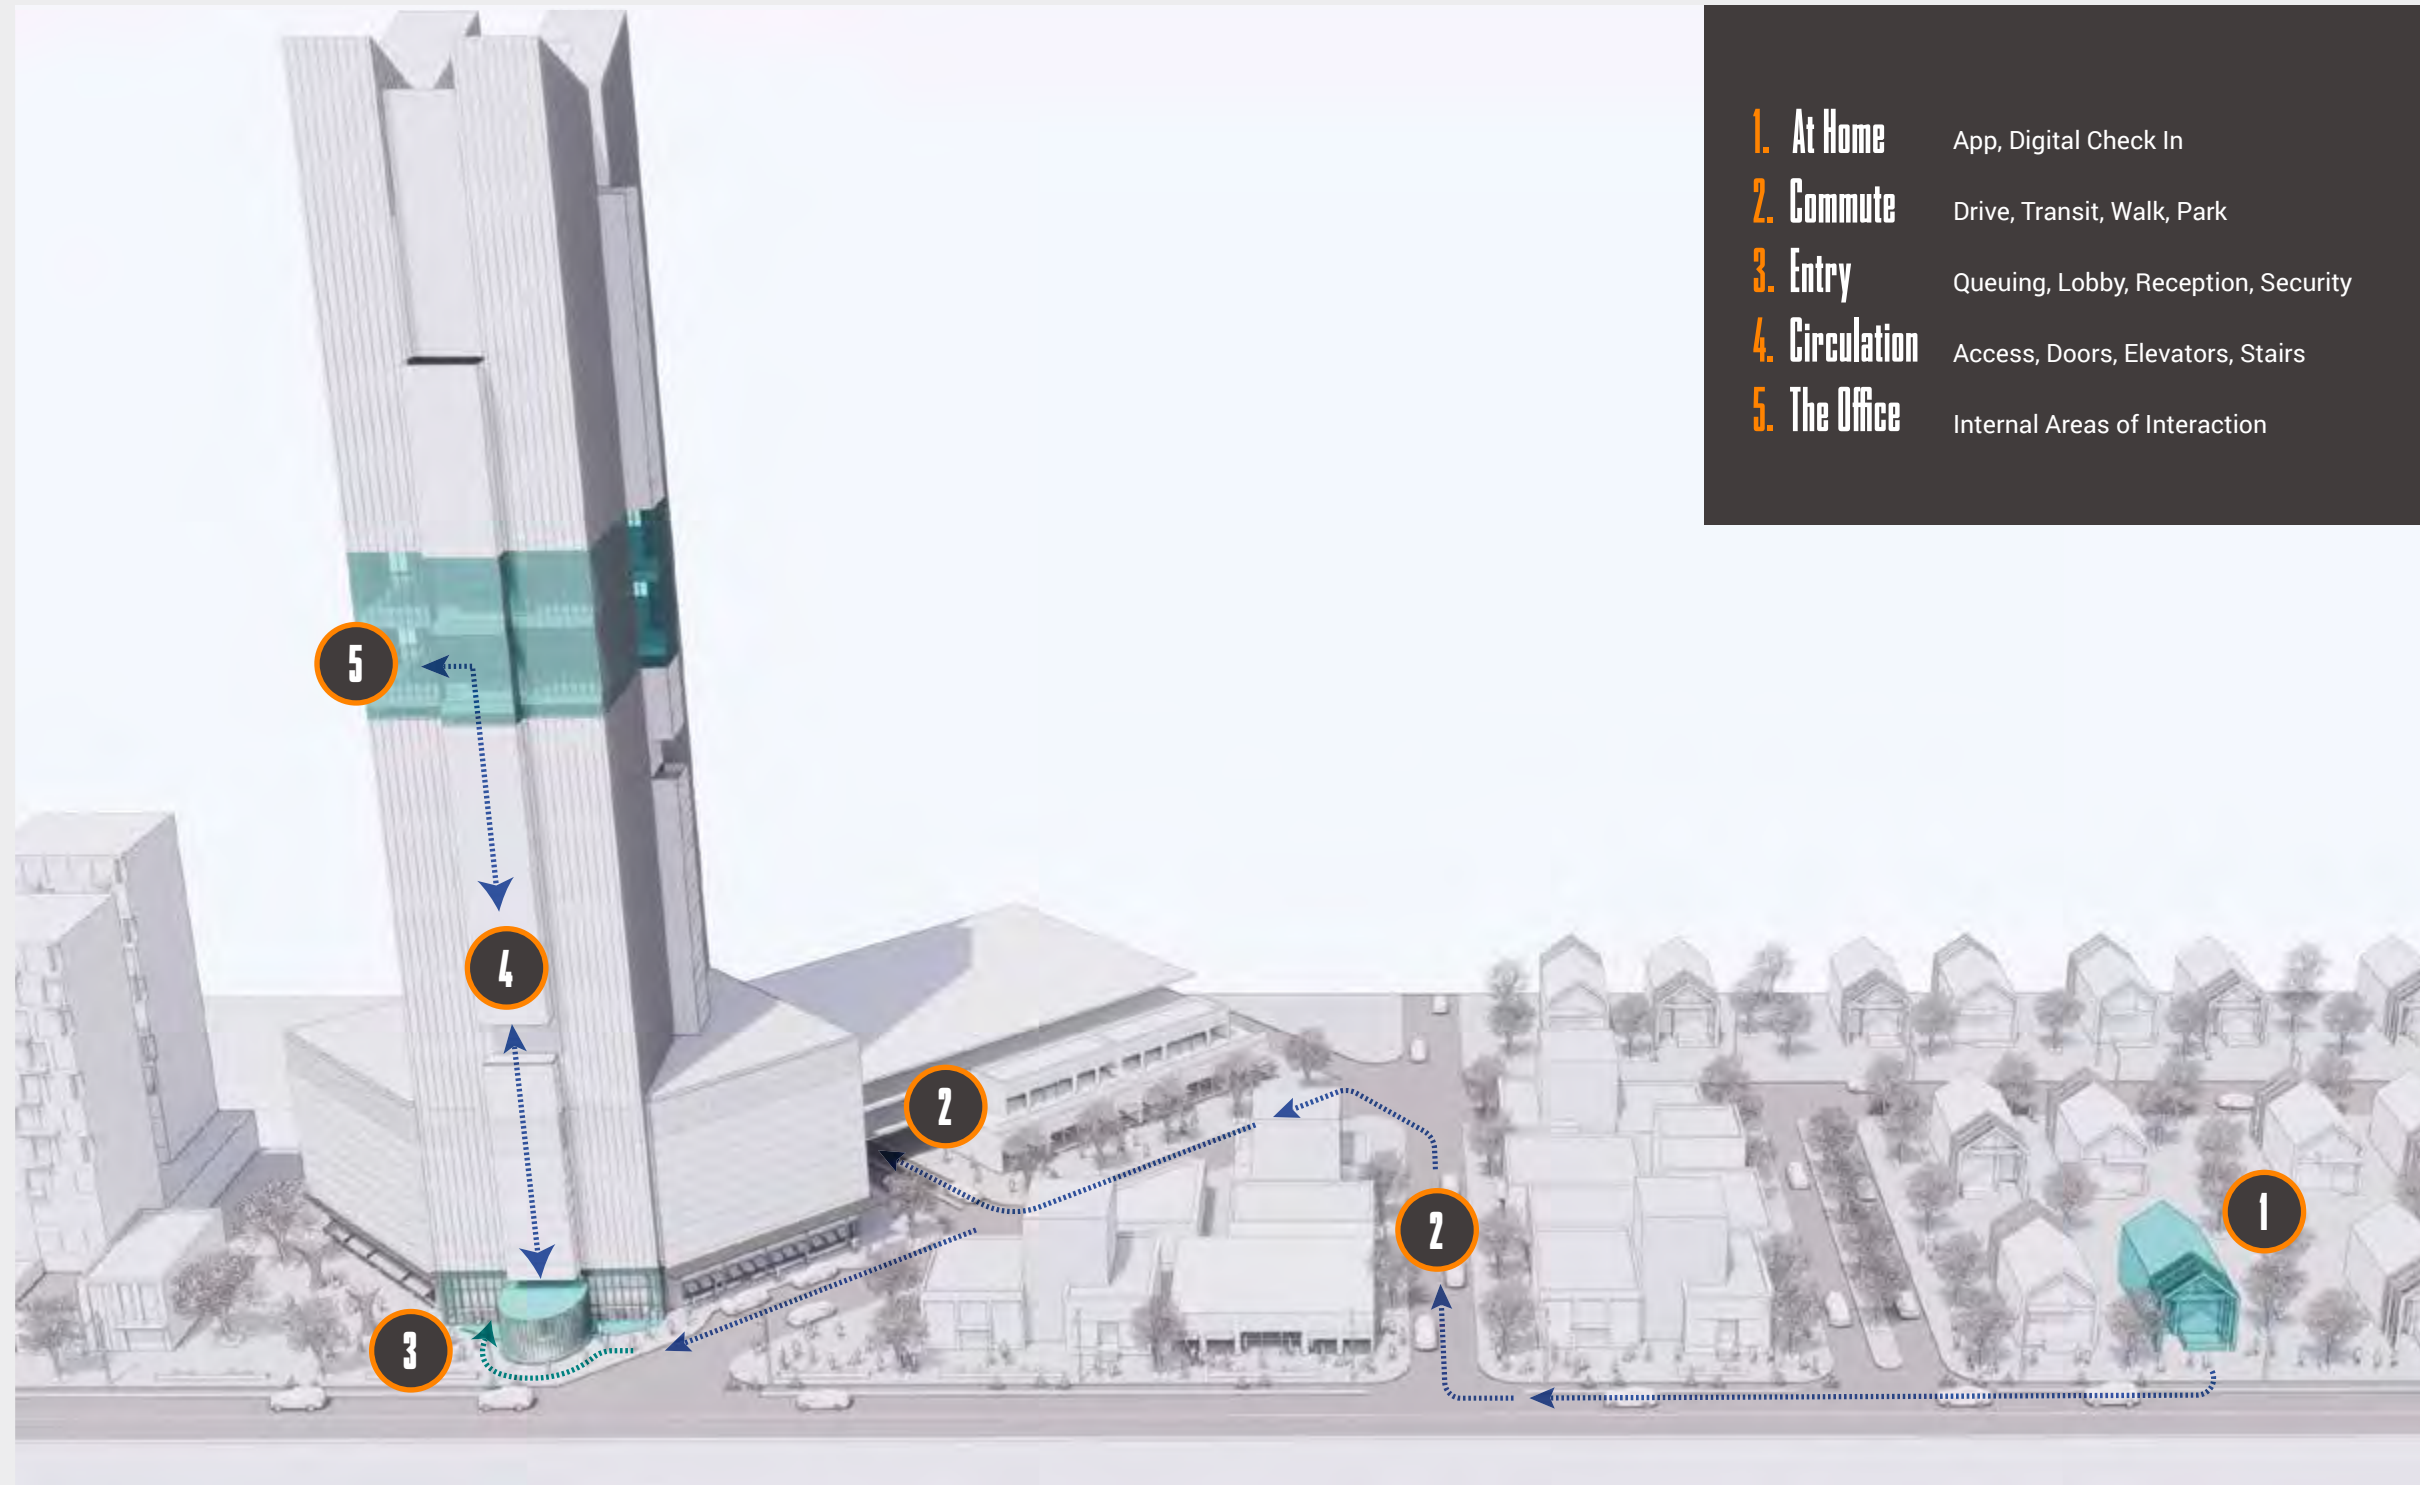 1. At Home App, Digital Check In
2. Commute Drive, Transit, Walk, Park
3. Entry Queuing, Lobby, Reception, Security
4. Circulation Access, Doors, Elevators, Stairs
5. The Office Internal Areas of Interaction
5
4
2
1
2
3